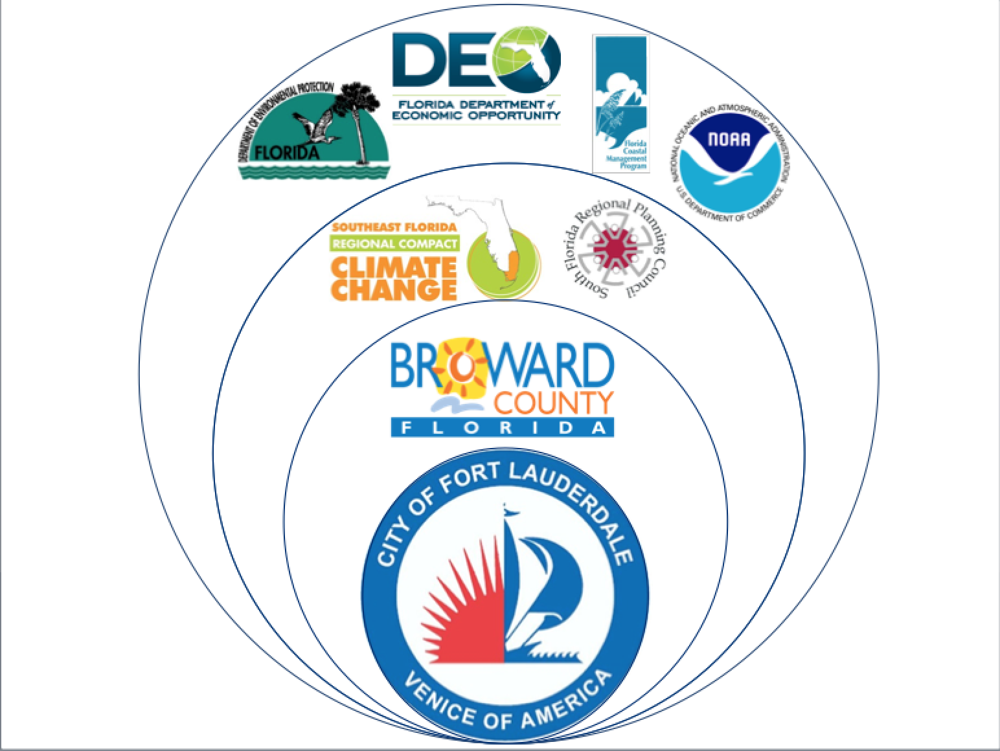 DEO
FLORIDA DEPARTMENT of
ECONOMIC OPPORTUNITY
DEPARTMENT OF ENVIRONMENTAL PROTECTION
FLORIDA
Florida
Coastal
Management
Program
NATIONAL OCEANIC AND ATMOSPHERIC ADMINISTRATION
NOAA
U.S. DEPARTMENT OF COMMERCE
SOUTHEAST FLORIDA
REGIONAL COMPACT
CLIMATE
CHANGE
South Florida Regional Planning Council
BROWARD
COUNTY
FLORIDA
CITY OF FORT LAUDERDALE
VENICE OF AMERICA